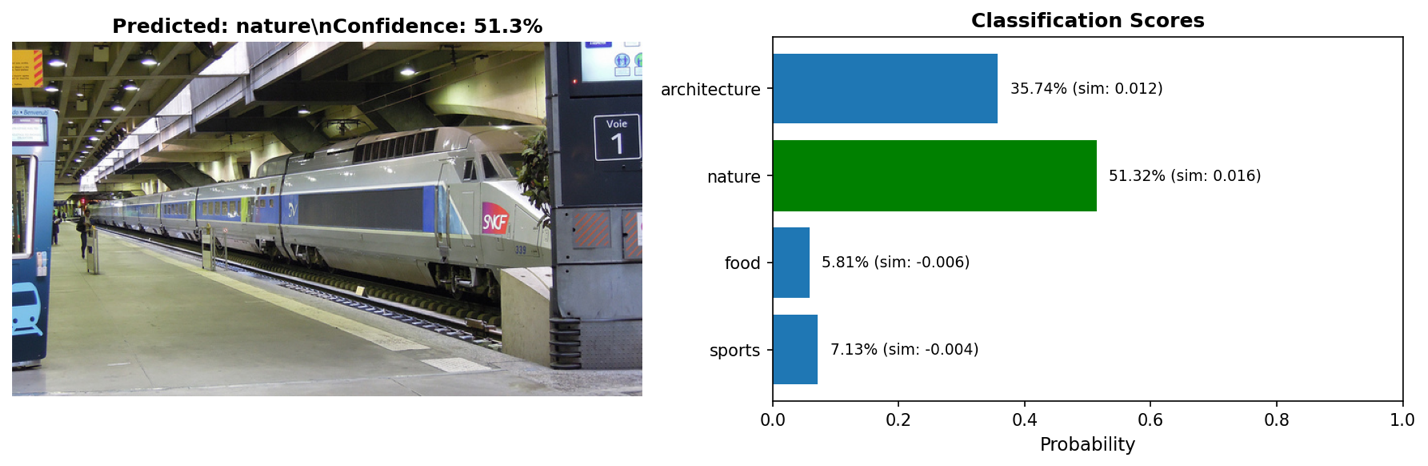 Predicted: nature\nConfidence: 51.3%
Voie
1
SNCF
339
Classification Scores
architecture
35.74% (sim: 0.012)
nature
51.32% (sim: 0.016)
food
5.81% (sim: -0.006)
sports
7.13% (sim: -0.004)
0.0 0.2 0.4 0.6 0.8 1.0
Probability